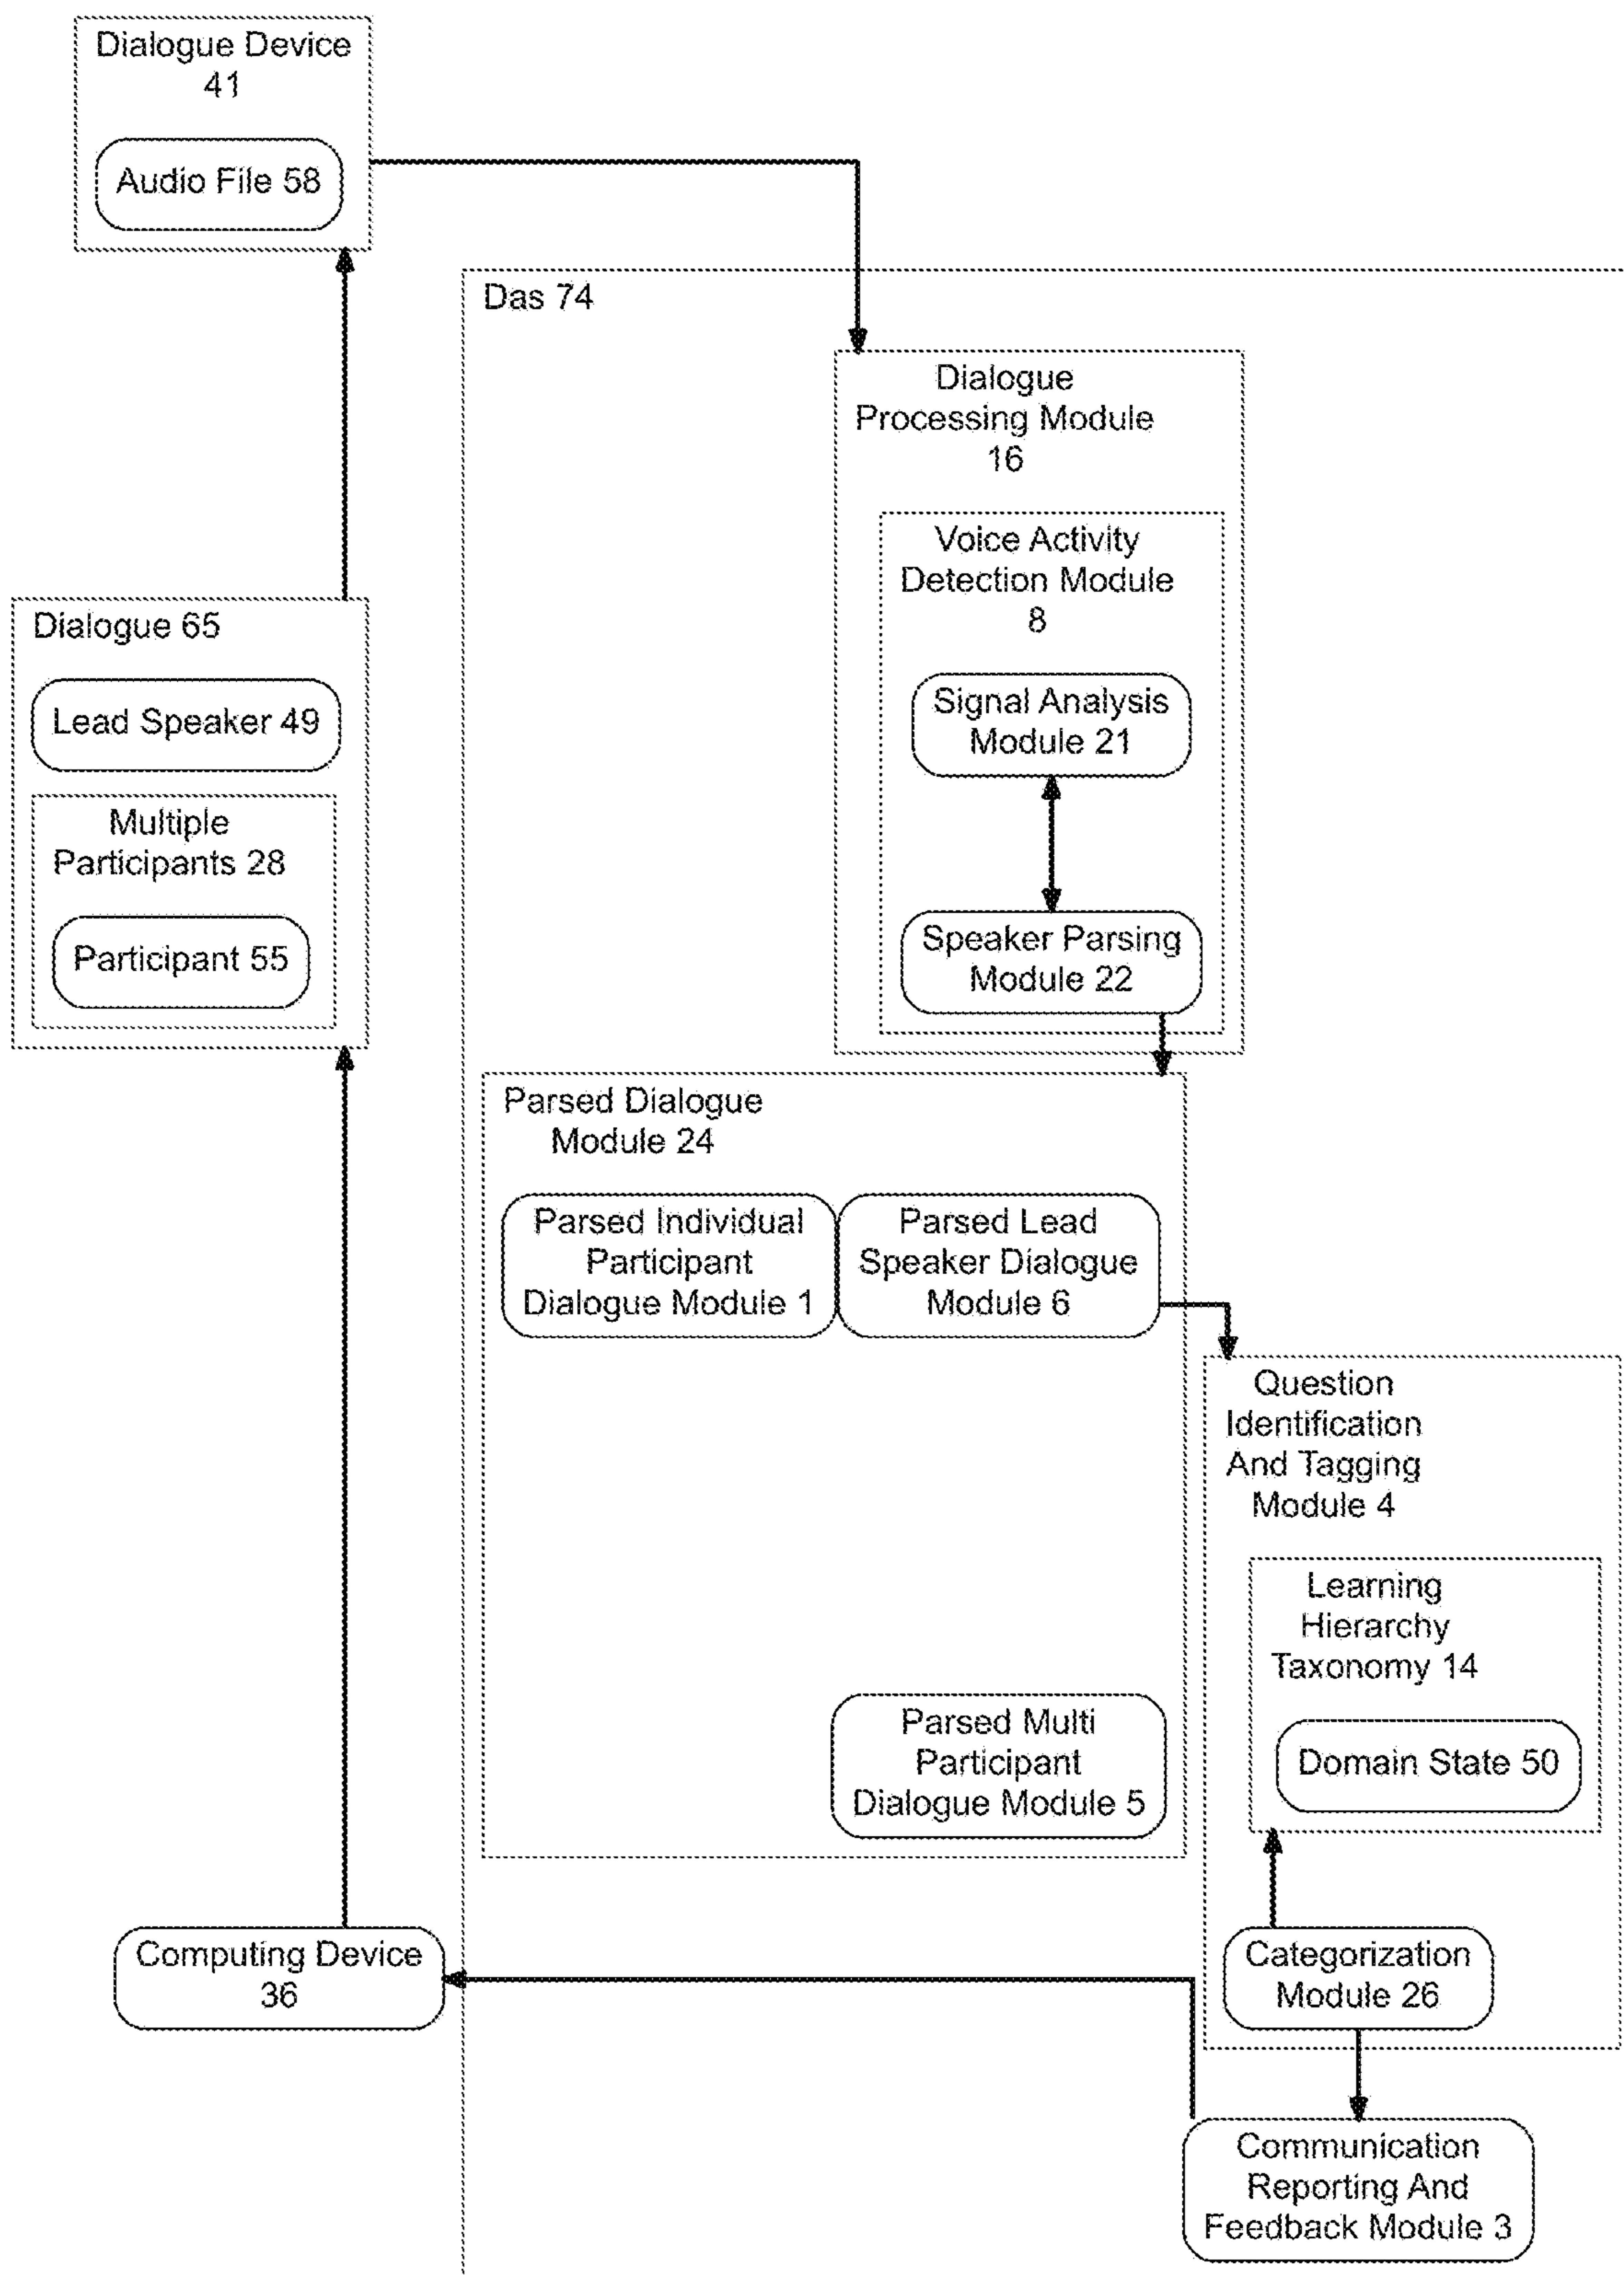 Dialogue Device
41
Audio File 58
Das 74
Dialogue
Processing Module
16
Voice Activity
Detection Module
8
Signal Analysis
Module 21
Speaker Parsing
Module 22
Dialogue 65
Lead Speaker 49
Multiple
Participants 28
Participant 55
Parsed Dialogue
Module 24
Parsed Individual
Participant
Dialogue Module 1
Parsed Lead
Speaker Dialogue
Module 6
Question
Identification
And Tagging
Module 4
Learning
Hierarchy
Taxonomy 14
Domain State 50
Parsed Multi
Participant
Dialogue Module 5
Computing Device
36
Categorization
Module 26
Communication
Reporting And
Feedback Module 3